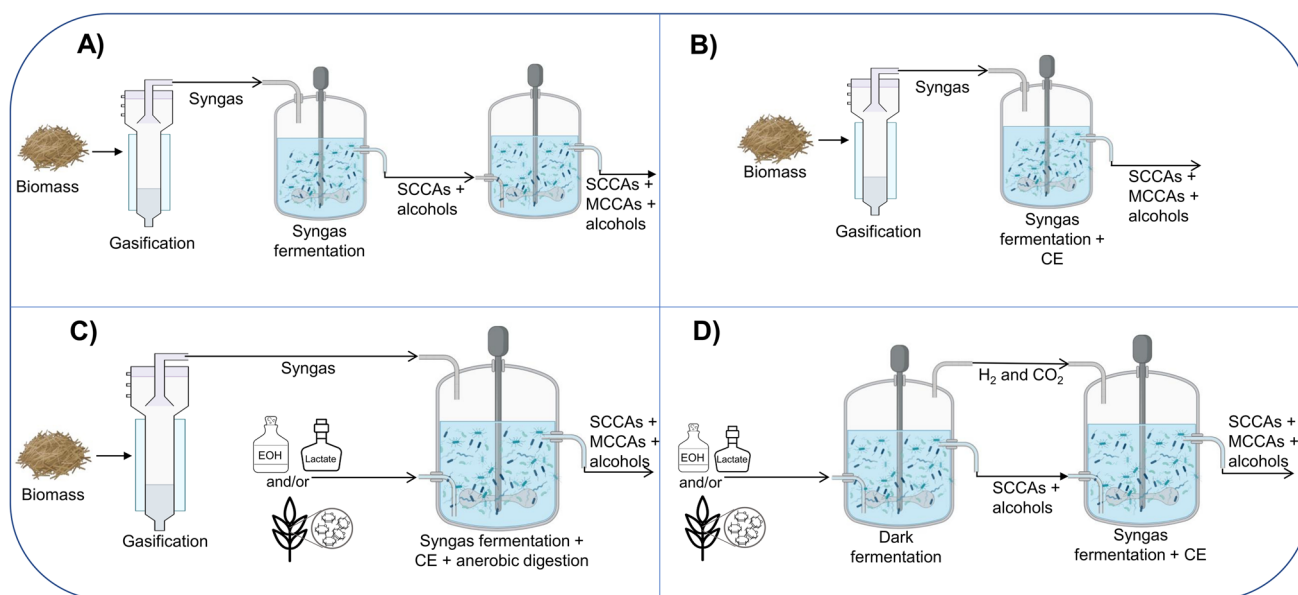 A)
Syngas
Biomass
Gasification
Syngas
fermentation
SCCAs +
alcohols
SCCAs +
MCCAs +
alcohols
B)
Syngas
Biomass
Gasification
Syngas
fermentation +
CE
SCCAs +
MCCAs +
alcohols
C)
Syngas
Biomass
Gasification
EOH
Lactate
and/or
Syngas fermentation +
CE + anerobic digestion
SCCAs +
MCCAs +
alcohols
D)
EOH
Lactate
and/or
Dark
fermentation
H₂ and CO₂
SCCAs +
alcohols
Syngas
fermentation + CE
SCCAs +
MCCAs +
alcohols